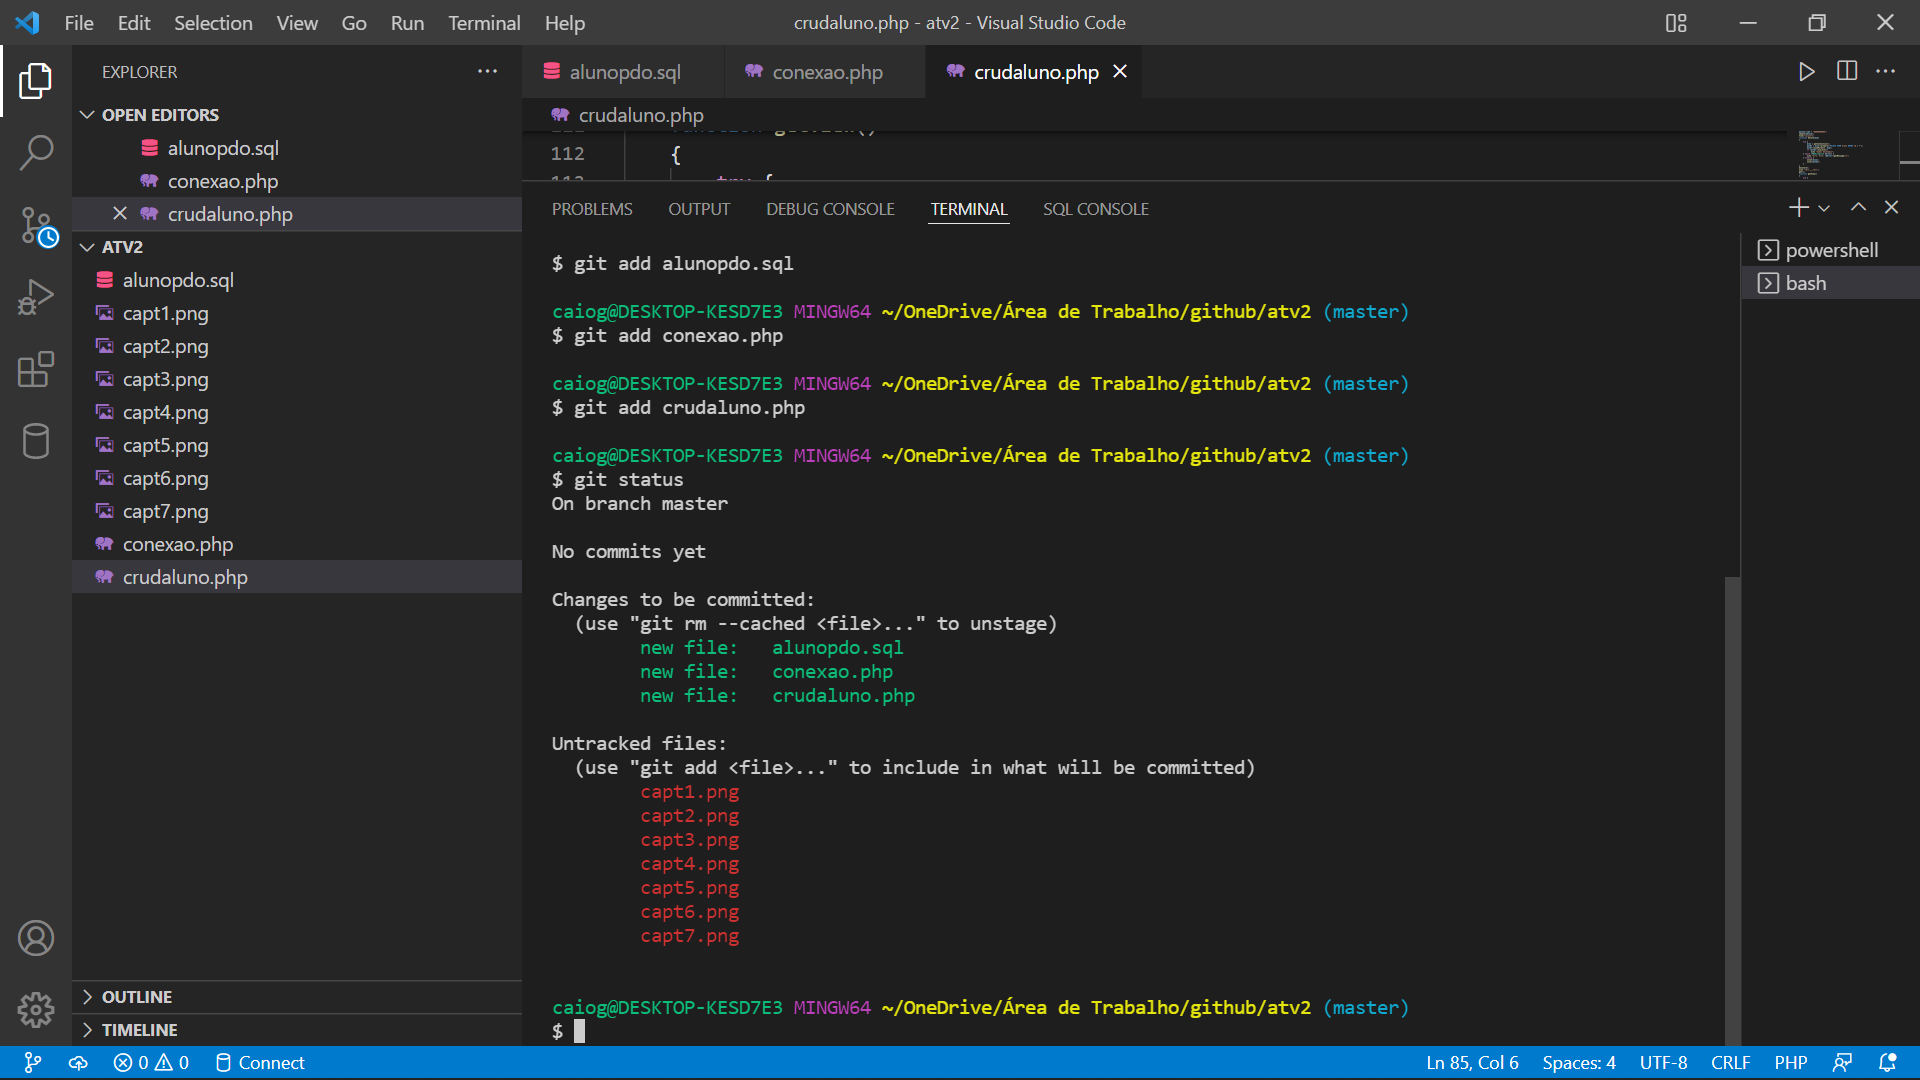 File Edit Selection View Go Run Terminal Help
crudaluno.php - atv2 - Visual Studio Code
EXPLORER
OPEN EDITORS
alunopdo.sql
conexao.php
crudaluno.php
ATV2
alunopdo.sql
capt1.png
capt2.png
capt3.png
capt4.png
capt5.png
capt6.png
capt7.png
conexao.php
crudaluno.php
OUTLINE
TIMELINE
alunopdo.sql conexao.php crudaluno.php
crudaluno.php
112 {
113 try {
PROBLEMS OUTPUT DEBUG CONSOLE TERMINAL SQL CONSOLE
powershell
bash
$ git add alunopdo.sql
caiog@DESKTOP-KESD7E3 MINGW64 ~/OneDrive/Área de Trabalho/github/atv2 (master)
$ git add conexao.php
caiog@DESKTOP-KESD7E3 MINGW64 ~/OneDrive/Área de Trabalho/github/atv2 (master)
$ git add crudaluno.php
caiog@DESKTOP-KESD7E3 MINGW64 ~/OneDrive/Área de Trabalho/github/atv2 (master)
$ git status
On branch master
No commits yet
Changes to be committed:
(use "git rm --cached <file>..." to unstage)
new file: alunopdo.sql
new file: conexao.php
new file: crudaluno.php
Untracked files:
(use "git add <file>..." to include in what will be committed)
capt1.png
capt2.png
capt3.png
capt4.png
capt5.png
capt6.png
capt7.png
caiog@DESKTOP-KESD7E3 MINGW64 ~/OneDrive/Área de Trabalho/github/atv2 (master)
$
0 0 Connect
Ln 85, Col 6 Spaces: 4 UTF-8 CRLF PHP